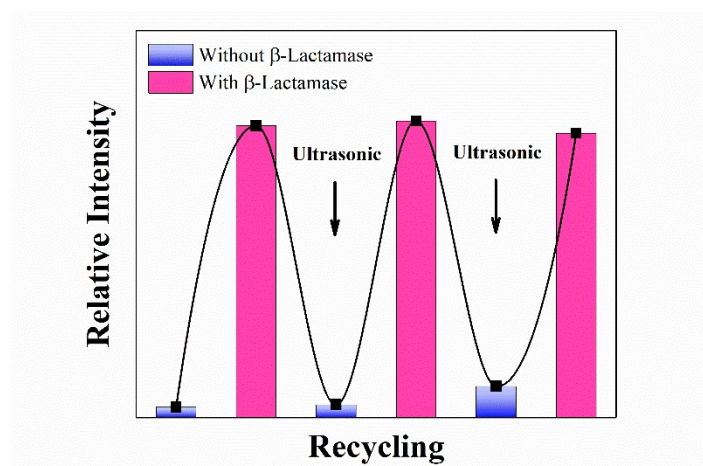 Without β-Lactamase
With β-Lactamase
Ultrasonic
Ultrasonic
Relative Intensity
Recycling